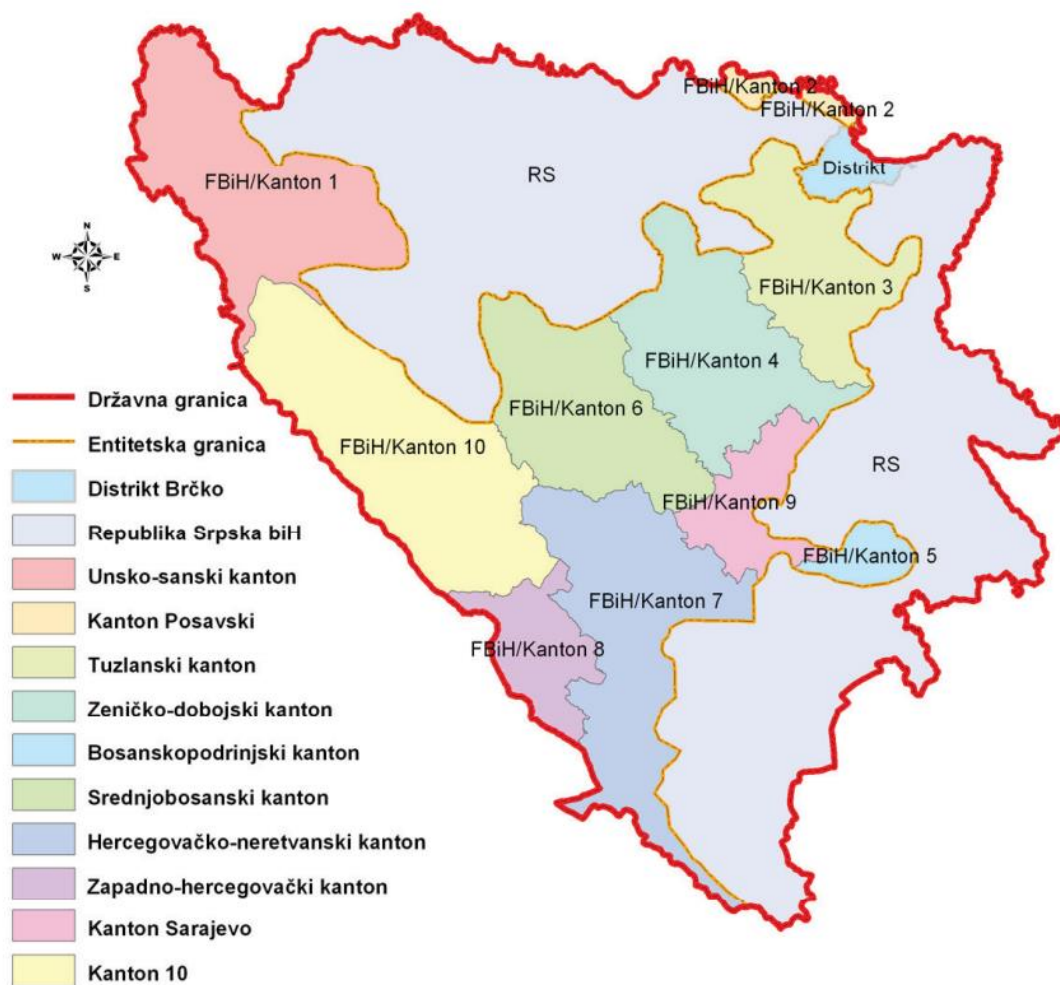 FBiH/Kanton 2
FBiH/Kanton 2
FBiH/Kanton 1
RS
Distrikt
N
W
E
S
FBiH/Kanton 3
FBiH/Kanton 4
FBiH/Kanton 6
FBiH/Kanton 10
RS
FBiH/Kanton 9
FBiH/Kanton 5
FBiH/Kanton 7
FBiH/Kanton 8
Državna granica
Entitetska granica
Distrikt Brčko
Republika Srpska biH
Unsko-sanski kanton
Kanton Posavski
Tuzlanski kanton
Zeničko-dobojski kanton
Bosanskopodrinjski kanton
Srednjobosanski kanton
Hercegovačko-neretvanski kanton
Zapadno-hercegovački kanton
Kanton Sarajevo
Kanton 10